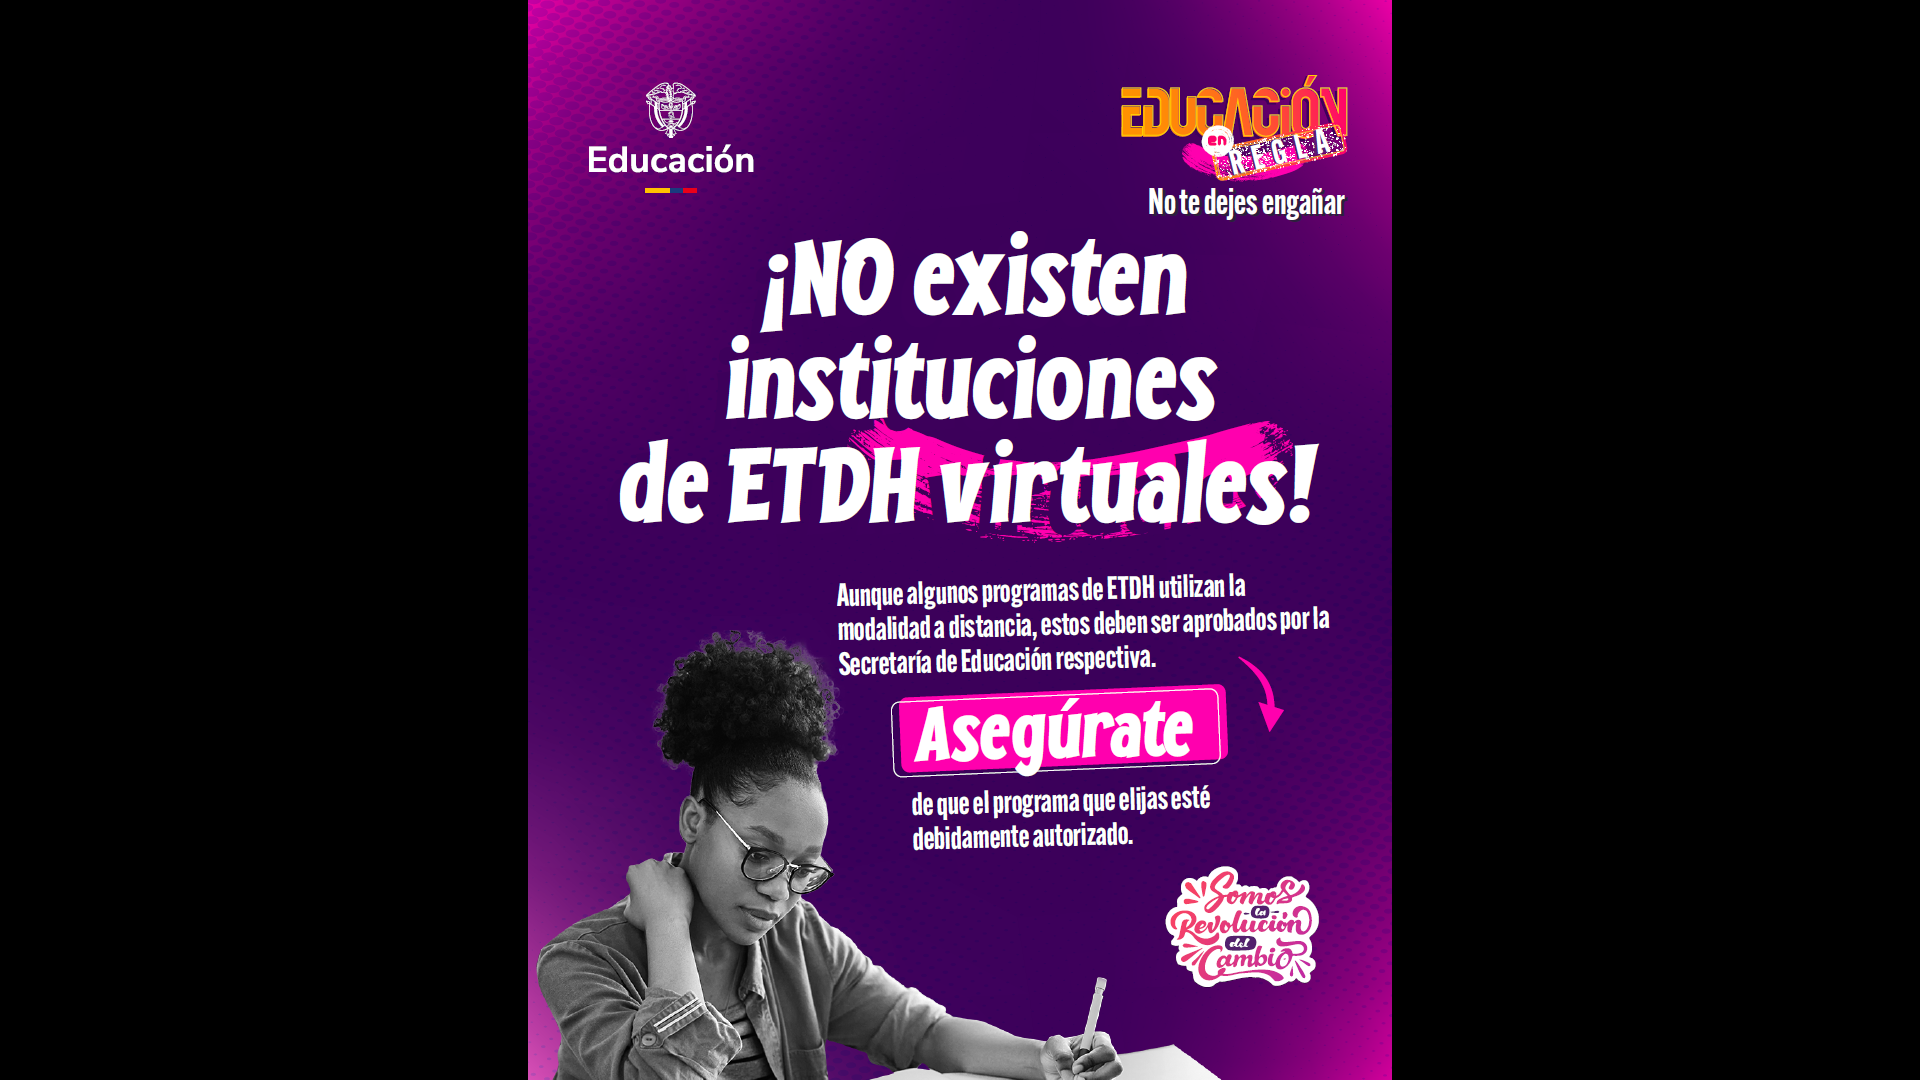 Educación
EDUCACIÓN
en
REGLA
No te dejes engañar
¡NO existen
instituciones
de ETDH virtuales!
Aunque algunos programas de ETDH utilizan la
modalidad a distancia, estos deben ser aprobados por la
Secretaría de Educación respectiva.
Asegúrate
de que el programa que elijas esté
debidamente autorizado.
Somos
la
Revolución
del
Cambio